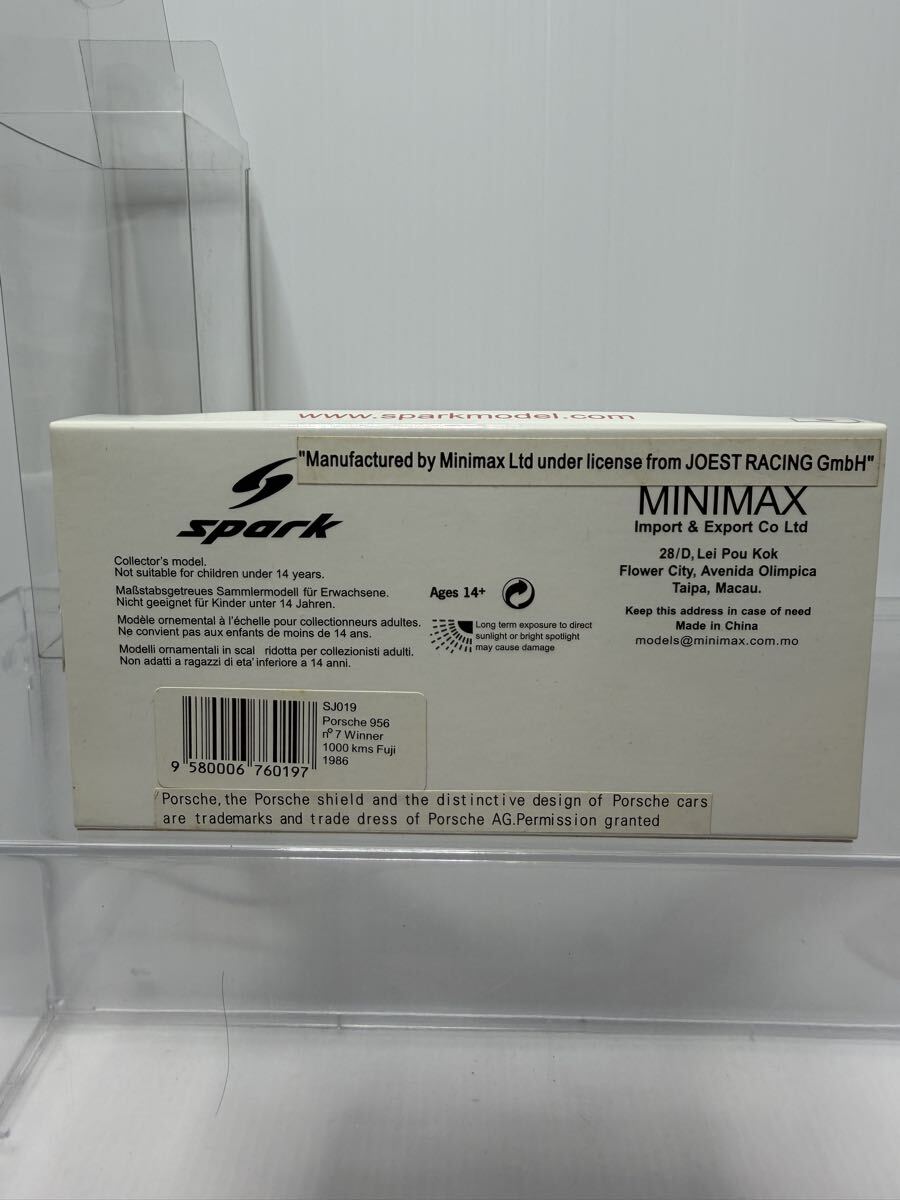 www.sparkmodel.com
"Manufactured by Minimax Ltd under license from JOEST RACING GmbH"
spark
MINIMAX
Import & Export Co Ltd
28/D, Lei Pou Kok
Flower City, Avenida Olimpica
Taipa, Macau.
Keep this address in case of need
Made in China
models@minimax.com.mo
Collector's model.
Not suitable for children under 14 years.
Maßstabsgetreues Sammlermodell für Erwachsene.
Nicht geeignet für Kinder unter 14 Jahren.
Modèle ornemental à l'échelle pour collectionneurs adultes.
Ne convient pas aux enfants de moins de 14 ans.
Modelli ornamentali in scal ridotta per collezionisti adulti.
Non adatti a ragazzi di eta' inferiore a 14 anni.
Ages 14+
Long term exposure to direct
sunlight or bright spotlight
may cause damage
SJ019
Porsche 956
nº 7 Winner
1000 kms Fuji
1986
9 580006 760197
Porsche, the Porsche shield and the distinctive design of Porsche cars
are trademarks and trade dress of Porsche AG.Permission granted